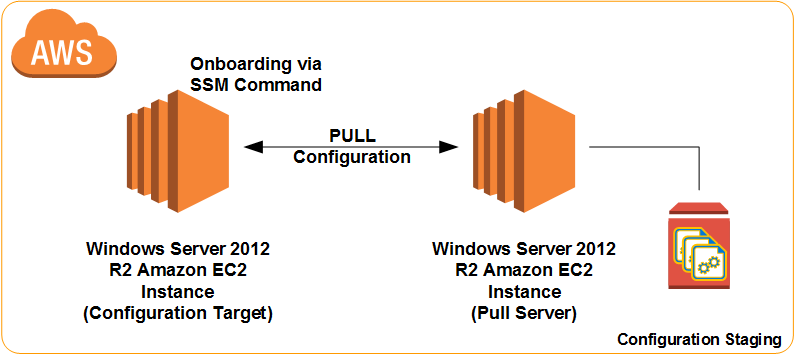 AWS
Onboarding via
SSM Command
PULL
Configuration
Windows Server 2012
R2 Amazon EC2
Instance
(Configuration Target)
Windows Server 2012
R2 Amazon EC2
Instance
(Pull Server)
Configuration Staging